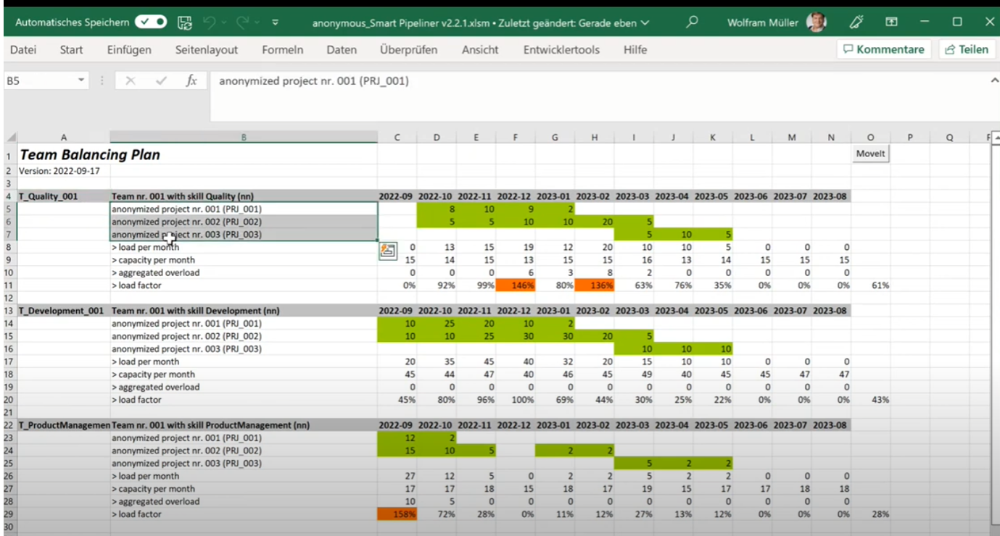 Automatisches Speichern anonymous_Smart Pipeliner v2.2.1.xlsm • Zuletzt geändert: Gerade eben Wolfram Müller
Datei Start Einfügen Seitenlayout Formeln Daten Überprüfen Ansicht Entwicklertools Hilfe Kommentare Teilen
B5 fx anonymized project nr. 001 (PRJ_001)
A B C D E F G H I J K L M N O P Q
1 Team Balancing Plan MoveIt
2 Version: 2022-09-17
3
4 T_Quality_001 Team nr. 001 with skill Quality (nn) 2022-09 2022-10 2022-11 2022-12 2023-01 2023-02 2023-03 2023-04 2023-05 2023-06 2023-07 2023-08
5 anonymized project nr. 001 (PRJ_001) 8 10 9 2
6 anonymized project nr. 002 (PRJ_002) 5 5 10 10 20 5
7 anonymized project nr. 003 (PRJ_003) 5 10 5
8 > load per month 0 13 15 19 12 20 10 10 5 0 0 0
9 > capacity per month 15 14 15 13 15 15 16 13 14 15 15 15
10 > aggregated overload 0 0 0 6 3 8 2 0 0 0 0 0
11 > load factor 0% 92% 99% 146% 80% 136% 63% 76% 35% 0% 0% 0% 61%
12
13 T_Development_001 Team nr. 001 with skill Development (nn) 2022-09 2022-10 2022-11 2022-12 2023-01 2023-02 2023-03 2023-04 2023-05 2023-06 2023-07 2023-08
14 anonymized project nr. 001 (PRJ_001) 10 25 20 10 2
15 anonymized project nr. 002 (PRJ_002) 10 10 25 30 30 20 5
16 anonymized project nr. 003 (PRJ_003) 10 10 10
17 > load per month 20 35 45 40 32 20 15 10 10 0 0 0
18 > capacity per month 45 44 47 40 46 45 49 40 45 45 47 47
19 > aggregated overload 0 0 0 0 0 0 0 0 0 0 0 0
20 > load factor 45% 80% 96% 100% 69% 44% 30% 25% 22% 0% 0% 0% 43%
21
22 T_ProductManagemen Team nr. 001 with skill ProductManagement (nn) 2022-09 2022-10 2022-11 2022-12 2023-01 2023-02 2023-03 2023-04 2023-05 2023-06 2023-07 2023-08
23 anonymized project nr. 001 (PRJ_001) 12 2
24 anonymized project nr. 002 (PRJ_002) 15 10 5 2 2
25 anonymized project nr. 003 (PRJ_003) 5 2 2
26 > load per month 27 12 5 0 2 2 5 2 2 0 0 0
27 > capacity per month 17 17 18 15 18 17 19 15 17 17 18 18
28 > aggregated overload 10 5 0 0 0 0 0 0 0 0 0 0
29 > load factor 158% 72% 28% 0% 11% 12% 27% 13% 12% 0% 0% 0% 28%
30